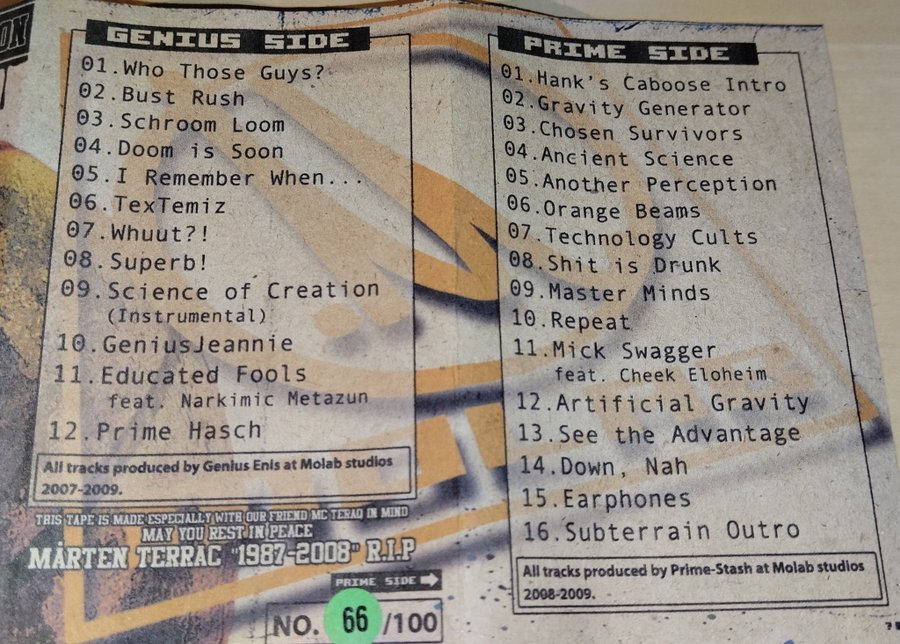 GENIUS SIDE
01.Who Those Guys?
02.Bust Rush
03.Schroom Loom
04.Doom is Soon
05.I Remember When...
06.TexTemiz
07.Whuut?!
08.Superb!
09.Science of Creation
(Instrumental)
10.GeniusJeannie
11.Educated Fools
feat. Narkimic Metazun
12.Prime Hasch
All tracks produced by Genius Enis at Molab studios
2007-2009.
THIS TAPE IS MADE ESPECIALLY WITH OUR FRIEND MC TERAQ IN MIND
MAY YOU REST IN PEACE
MÅRTEN TERRAC "1987-2008" R.I.P
PRIME SIDE
NO. 66 /100
PRIME SIDE
01.Hank's Caboose Intro
02.Gravity Generator
03.Chosen Survivors
04.Ancient Science
05.Another Perception
06.Orange Beams
07.Technology Cults
08.Shit is Drunk
09.Master Minds
10.Repeat
11.Mick Swagger
feat. Cheek Eloheim
12.Artificial Gravity
13.See the Advantage
14.Down, Nah
15.Earphones
16.Subterrain Outro
All tracks produced by Prime-Stash at Molab studios
2008-2009.